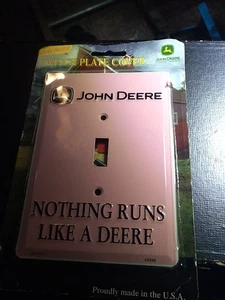 PLATE COVER
JOHN DEERE
JOHN DEERE
NOTHING RUNS
LIKE A DEERE
Proudly made in the U.S.A.